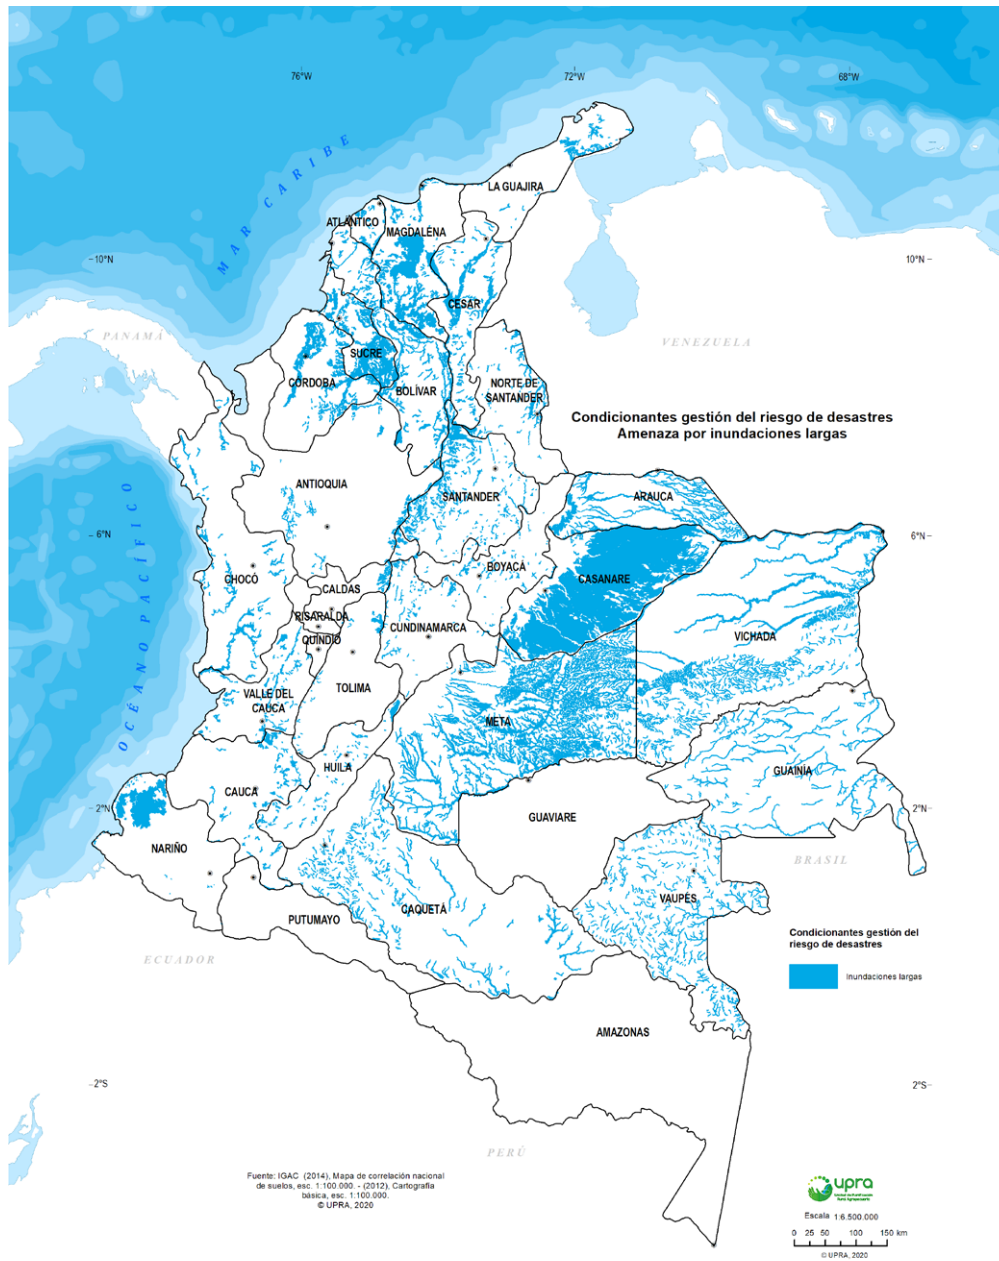 76°W
72°W
68°W
MAR CARIBE
LA GUAJIRA
ATLÁNTICO
MAGDALENA
10°N
10°N
CESAR
PANAMÁ
VENEZUELA
SUCRE
CÓRDOBA
BOLÍVAR
NORTE DE
SANTANDER
Condicionantes gestión del riesgo de desastres
Amenaza por inundaciones largas
ANTIOQUIA
SANTANDER
ARAUCA
OCÉANO PACÍFICO
6°N
6°N
CHOCÓ
BOYACÁ
CASANARE
CALDAS
RISARALDA
QUINDÍO
CUNDINAMARCA
VICHADA
VALLE DEL
CAUCA
TOLIMA
META
HUILA
GUAINÍA
CAUCA
2°N
2°N
GUAVIARE
NARIÑO
BRASIL
VAUPÉS
CAQUETÁ
PUTUMAYO
Condicionantes gestión del
riesgo de desastres
ECUADOR
Inundaciones largas
AMAZONAS
2°S
2°S
PERÚ
Fuente: IGAC (2014), Mapa de correlación nacional
de suelos, esc. 1:100.000. - (2012), Cartografía
básica, esc. 1:100.000.
© UPRA, 2020
upra
Escala 1:6.500.000
0 25 50 100 150 km
© UPRA, 2020